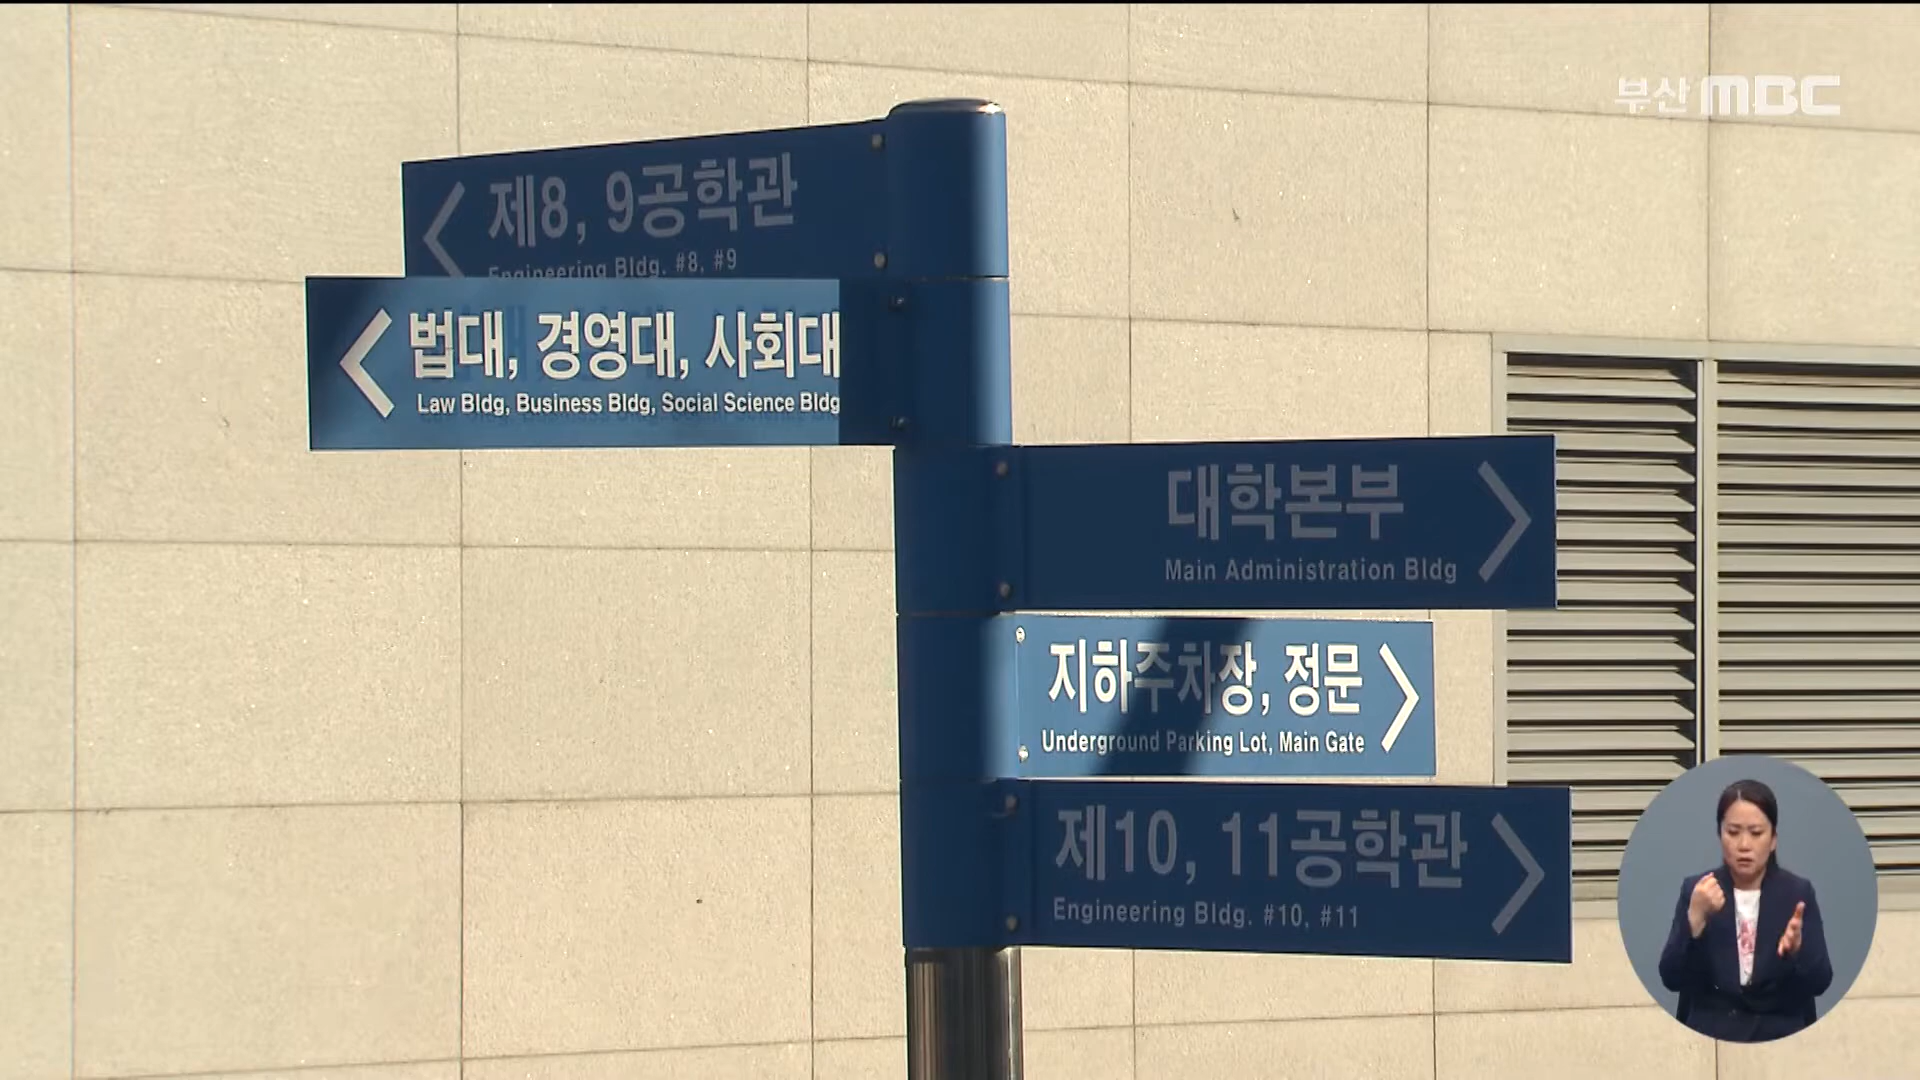 부산 MBC
제8, 9공학관
Engineering Bldg. #8, #9
법대, 경영대, 사회대
Law Bldg, Business Bldg, Social Science Bldg
대학본부
Main Administration Bldg
지하주차장, 정문
Underground Parking Lot, Main Gate
제10, 11공학관
Engineering Bldg. #10, #11